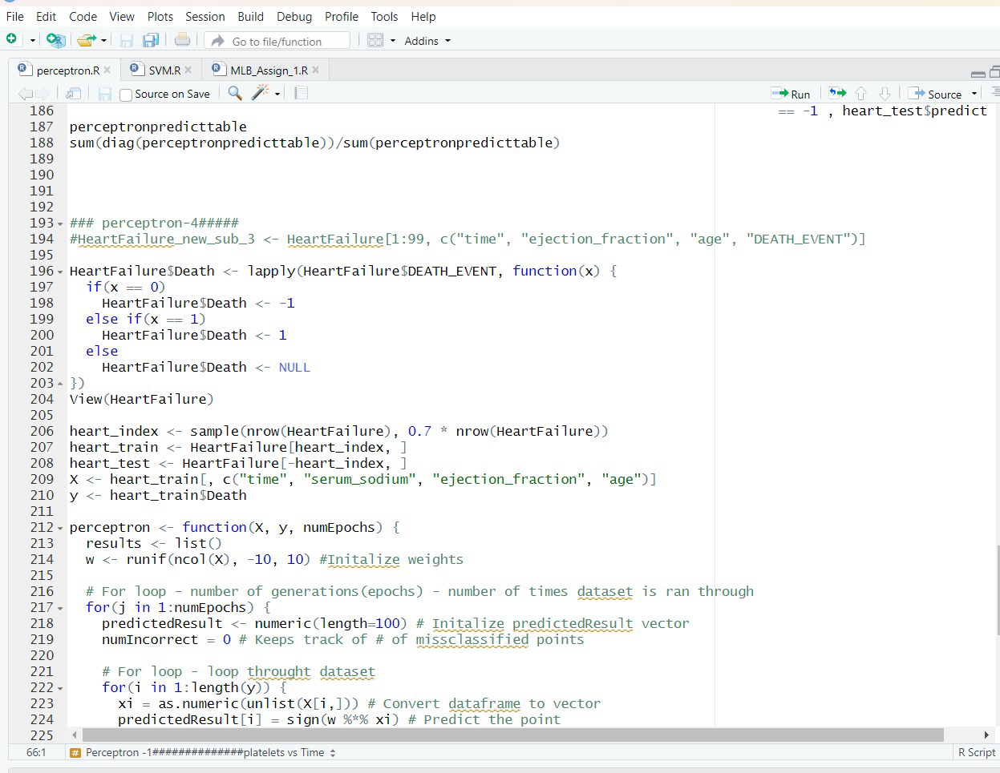 File Edit Code View Plots Session Build Debug Profile Tools Help
Go to file/function Addins
perceptron.R SVM.R MLB_Assign_1.R
Source on Save Run Source
186 == -1 , heart_test$predict
187 perceptronpredicttable
188 sum(diag(perceptronpredicttable))/sum(perceptronpredicttable)
189
190
191
192
193 ### perceptron-4#####
194 #HeartFailure_new_sub_3 <- HeartFailure[1:99, c("time", "ejection_fraction", "age", "DEATH_EVENT")]
195
196 HeartFailure$Death <- lapply(HeartFailure$DEATH_EVENT, function(x) {
197 if(x == 0)
198 HeartFailure$Death <- -1
199 else if(x == 1)
200 HeartFailure$Death <- 1
201 else
202 HeartFailure$Death <- NULL
203 })
204 View(HeartFailure)
205
206 heart_index <- sample(nrow(HeartFailure), 0.7 * nrow(HeartFailure))
207 heart_train <- HeartFailure[heart_index, ]
208 heart_test <- HeartFailure[-heart_index, ]
209 X <- heart_train[, c("time", "serum_sodium", "ejection_fraction", "age")]
210 y <- heart_train$Death
211
212 perceptron <- function(X, y, numEpochs) {
213 results <- list()
214 w <- runif(ncol(X), -10, 10) #Initalize weights
215
216 # For loop - number of generations(epochs) - number of times dataset is ran through
217 for(j in 1:numEpochs) {
218 predictedResult <- numeric(length=100) # Initalize predictedResult vector
219 numIncorrect = 0 # Keeps track of # of missclassified points
220
221 # For loop - loop throught dataset
222 for(i in 1:length(y)) {
223 xi = as.numeric(unlist(X[i,])) # Convert dataframe to vector
224 predictedResult[i] = sign(w %*% xi) # Predict the point
225
66:1 # Perceptron -1##############platelets vs Time R Script